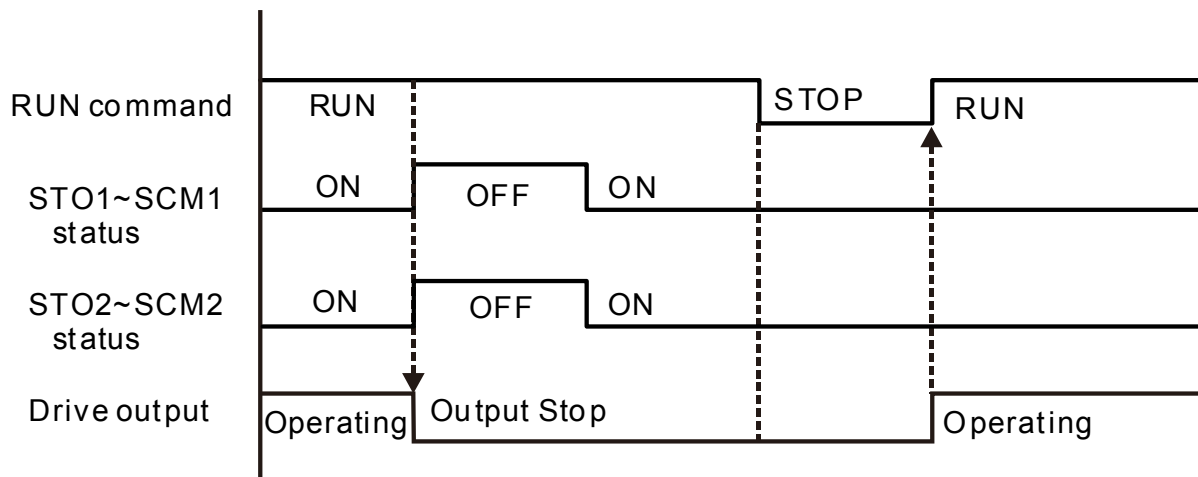 RUN command
RUN
STOP
RUN
STO1~SCM1
status
ON
OFF
ON
STO2~SCM2
status
ON
OFF
ON
Drive output
Operating
Output Stop
Operating